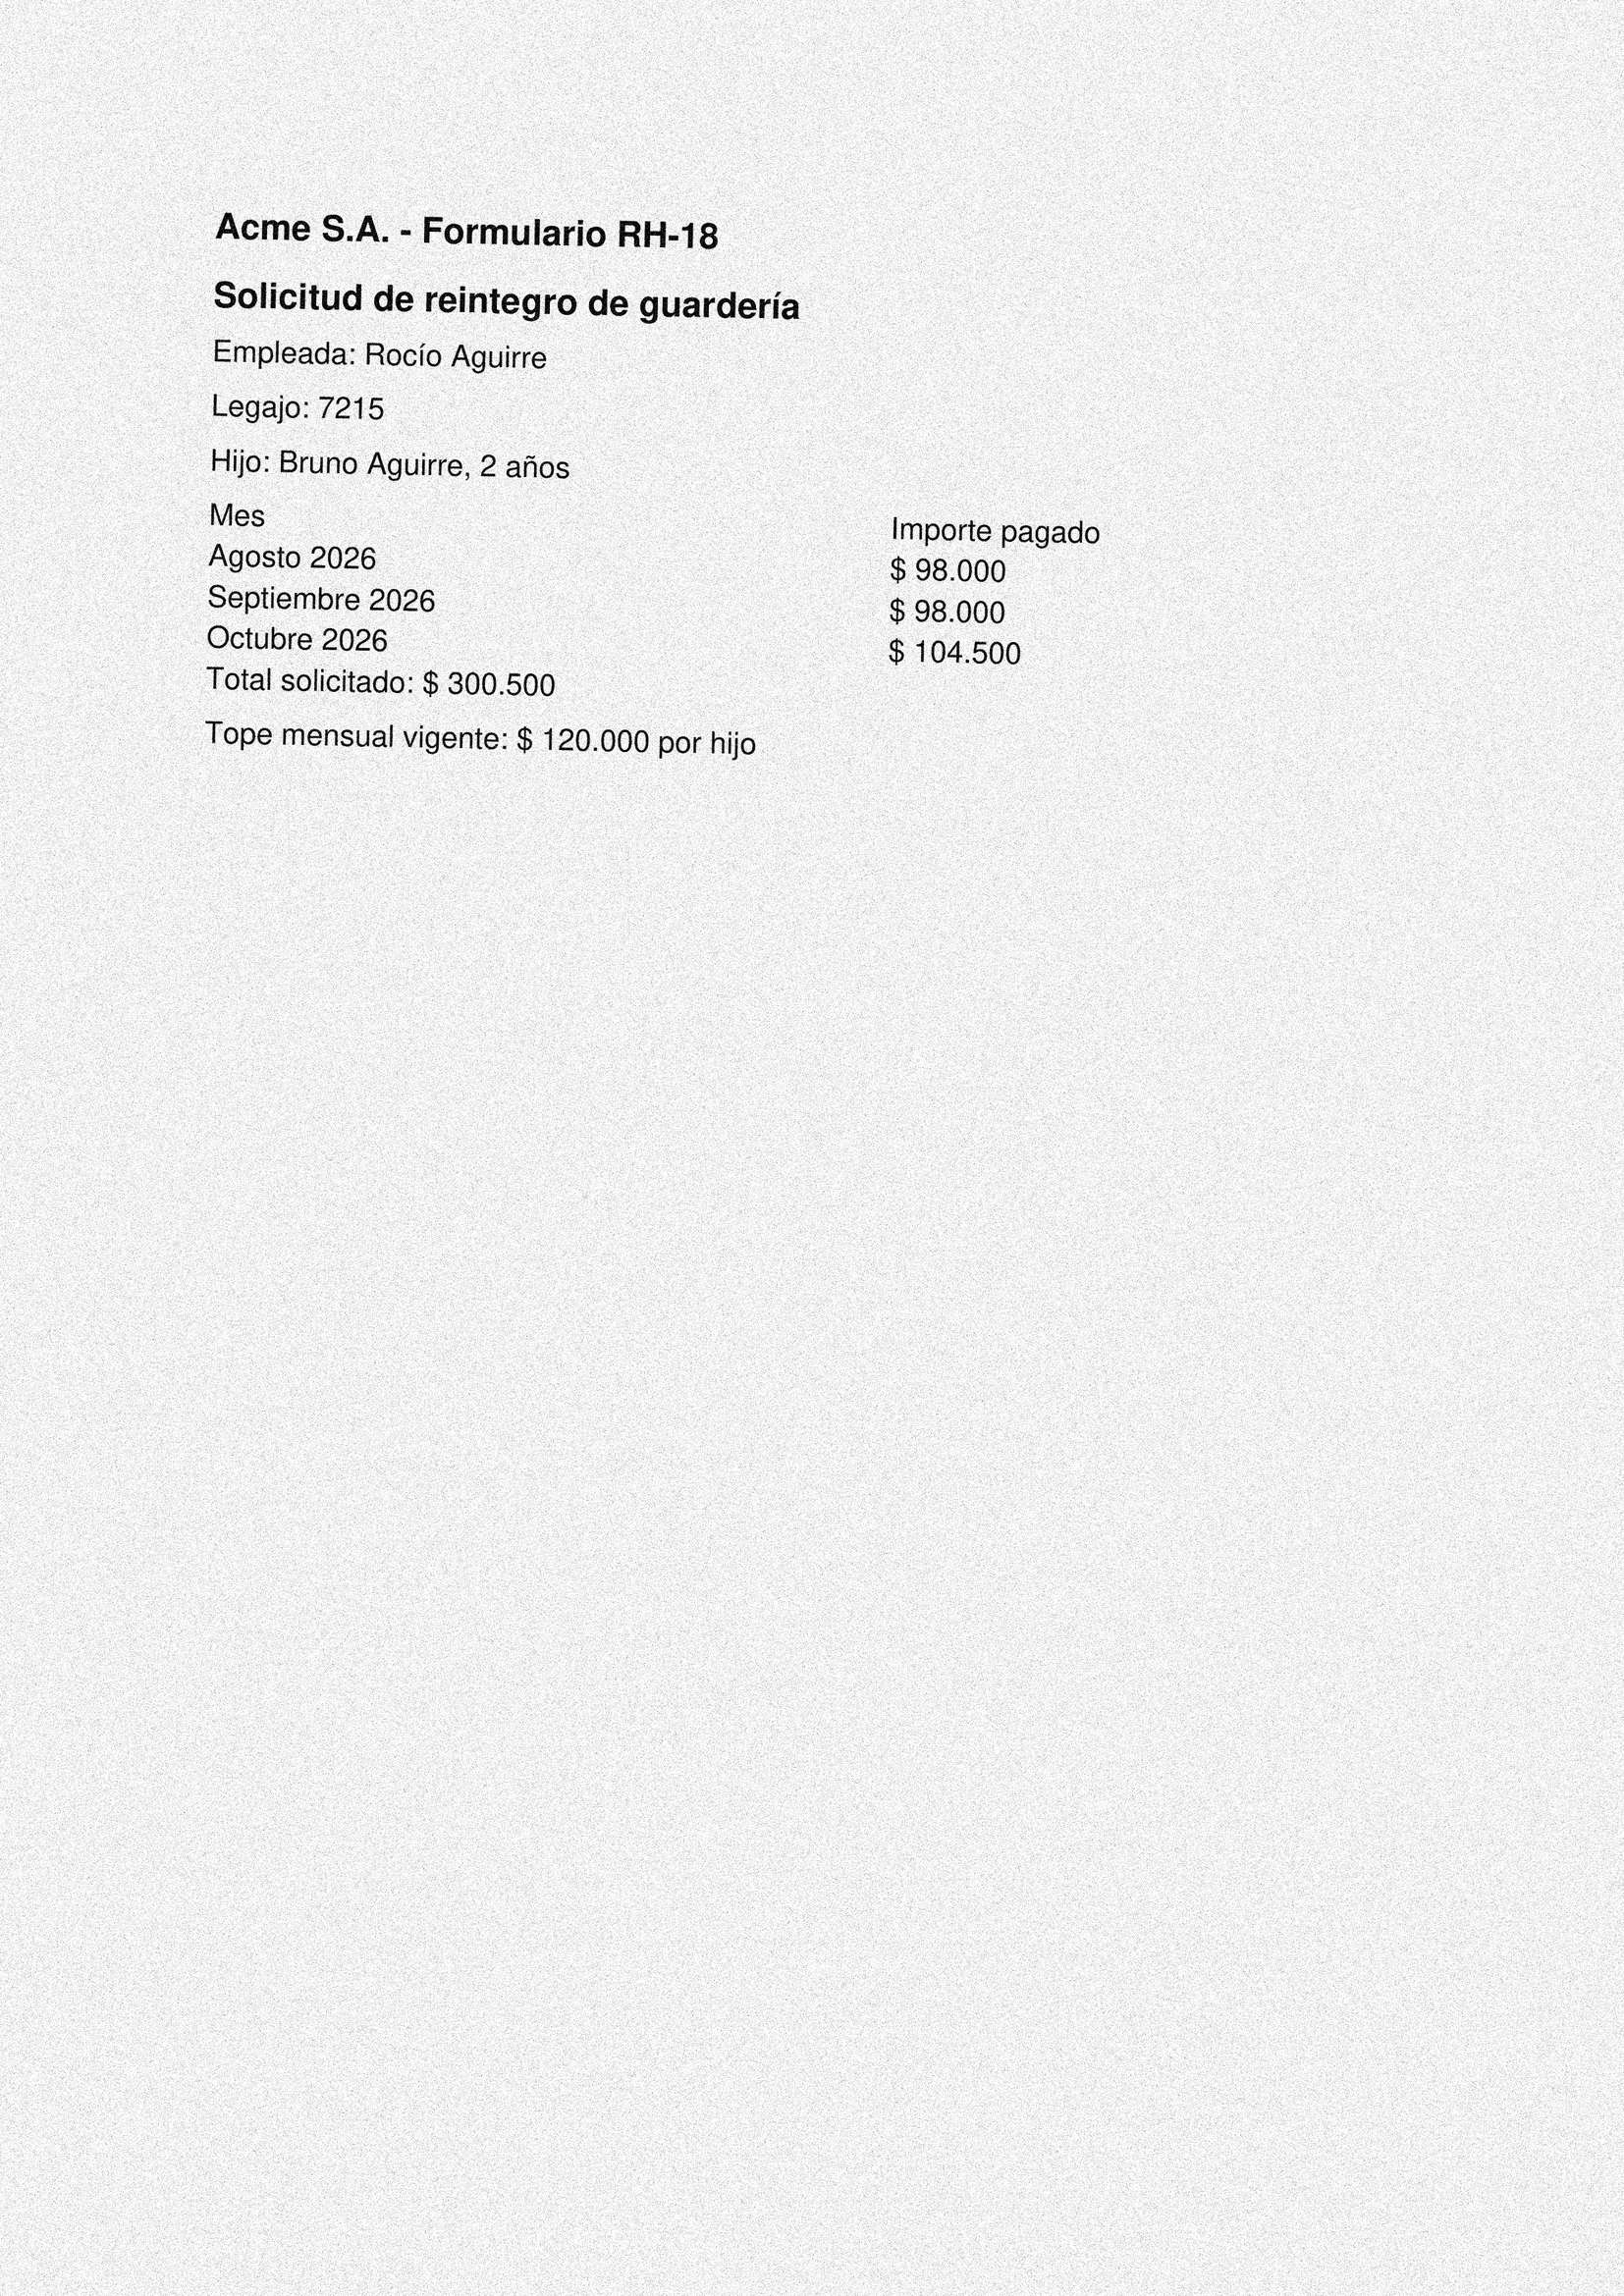 Acme S.A. - Formulario RH-18
Solicitud de reintegro de guardería
Empleada: Rocío Aguirre
Legajo: 7215
Hijo: Bruno Aguirre, 2 años
Mes Importe pagado
Agosto 2026 $ 98.000
Septiembre 2026 $ 98.000
Octubre 2026 $ 104.500
Total solicitado: $ 300.500
Tope mensual vigente: $ 120.000 por hijo